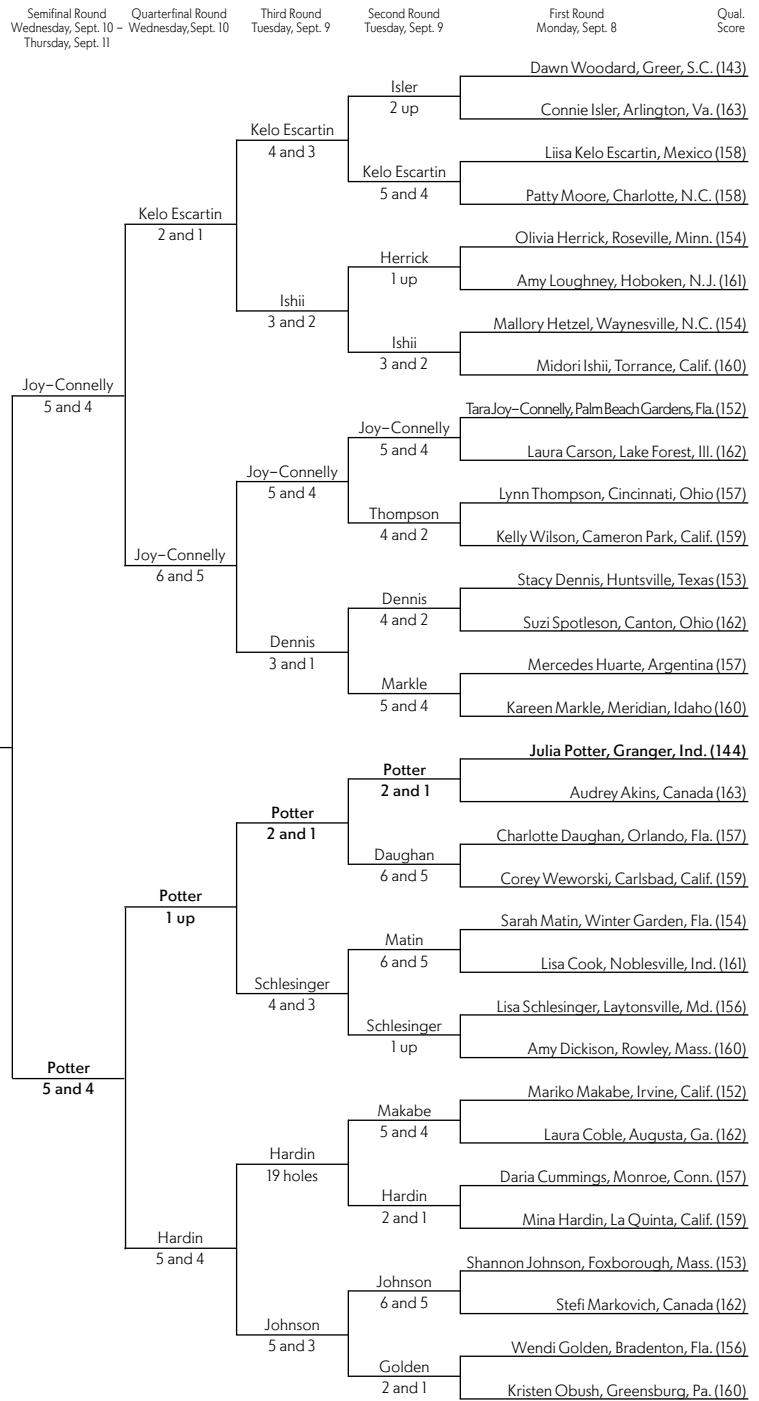 Semifinal Round
Wednesday, Sept. 10 –
Thursday, Sept. 11
Quarterfinal Round
Wednesday,Sept. 10
Third Round
Tuesday, Sept. 9
Second Round
Tuesday, Sept. 9
First Round
Monday, Sept. 8
Qual.
Score
Joy–Connelly
5 and 4
Potter
5 and 4
Kelo Escartin
2 and 1
Joy–Connelly
6 and 5
Potter
1 up
Hardin
5 and 4
Kelo Escartin
4 and 3
Ishii
3 and 2
Joy–Connelly
5 and 4
Dennis
3 and 1
Potter
2 and 1
Schlesinger
4 and 3
Hardin
19 holes
Johnson
5 and 3
Isler
2 up
Kelo Escartin
5 and 4
Herrick
1 up
Ishii
3 and 2
Joy–Connelly
5 and 4
Thompson
4 and 2
Dennis
4 and 2
Markle
5 and 4
Potter
2 and 1
Daughan
6 and 5
Matin
6 and 5
Schlesinger
1 up
Makabe
5 and 4
Hardin
2 and 1
Johnson
6 and 5
Golden
2 and 1
Dawn Woodard, Greer, S.C. (143)
Connie Isler, Arlington, Va. (163)
Liisa Kelo Escartin, Mexico (158)
Patty Moore, Charlotte, N.C. (158)
Olivia Herrick, Roseville, Minn. (154)
Amy Loughney, Hoboken, N.J. (161)
Mallory Hetzel, Waynesville, N.C. (154)
Midori Ishii, Torrance, Calif. (160)
Tara Joy–Connelly, Palm Beach Gardens, Fla. (152)
Laura Carson, Lake Forest, Ill. (162)
Lynn Thompson, Cincinnati, Ohio (157)
Kelly Wilson, Cameron Park, Calif. (159)
Stacy Dennis, Huntsville, Texas (153)
Suzi Spotleson, Canton, Ohio (162)
Mercedes Huarte, Argentina (157)
Kareen Markle, Meridian, Idaho (160)
Julia Potter, Granger, Ind. (144)
Audrey Akins, Canada (163)
Charlotte Daughan, Orlando, Fla. (157)
Corey Weworski, Carlsbad, Calif. (159)
Sarah Matin, Winter Garden, Fla. (154)
Lisa Cook, Noblesville, Ind. (161)
Lisa Schlesinger, Laytonsville, Md. (156)
Amy Dickison, Rowley, Mass. (160)
Mariko Makabe, Irvine, Calif. (152)
Laura Coble, Augusta, Ga. (162)
Daria Cummings, Monroe, Conn. (157)
Mina Hardin, La Quinta, Calif. (159)
Shannon Johnson, Foxborough, Mass. (153)
Stefi Markovich, Canada (162)
Wendi Golden, Bradenton, Fla. (156)
Kristen Obush, Greensburg, Pa. (160)